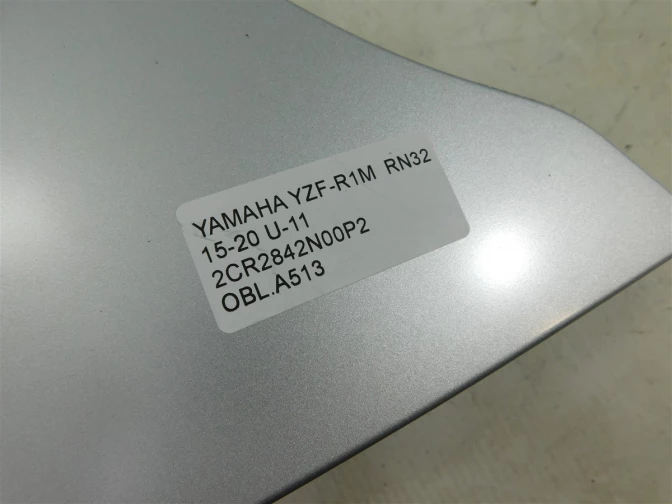 YAMAHA YZF-R1M RN32
15-20 U-11
2CR2842N00P2
OBL.A513